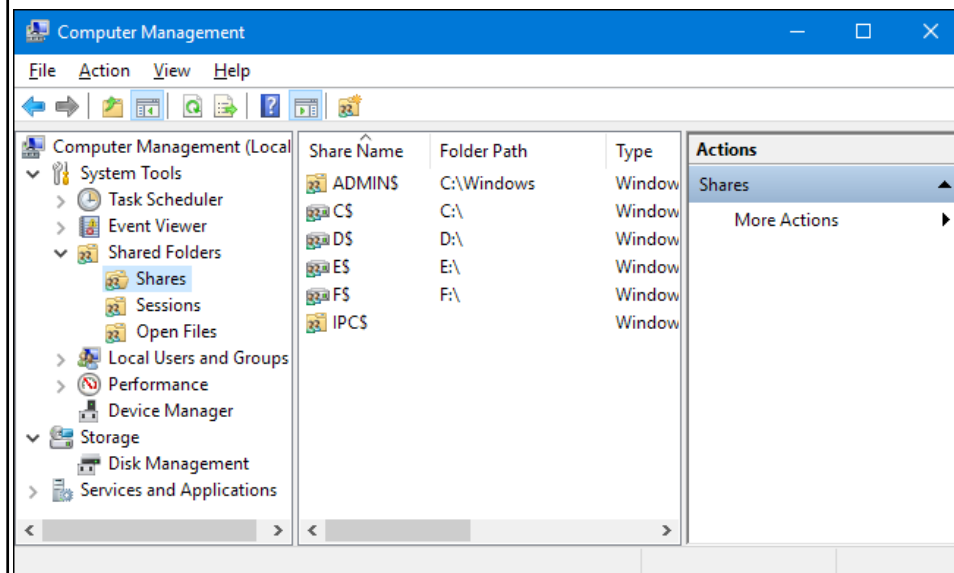 Computer Management
File Action View Help
Computer Management (Local
System Tools
Task Scheduler
Event Viewer
Shared Folders
Shares
Sessions
Open Files
Local Users and Groups
Performance
Device Manager
Storage
Disk Management
Services and Applications
Share Name Folder Path Type
ADMIN$ C:\Windows Window
C$ C:\ Window
D$ D:\ Window
E$ E:\ Window
F$ F:\ Window
IPC$ Window
Actions
Shares
More Actions